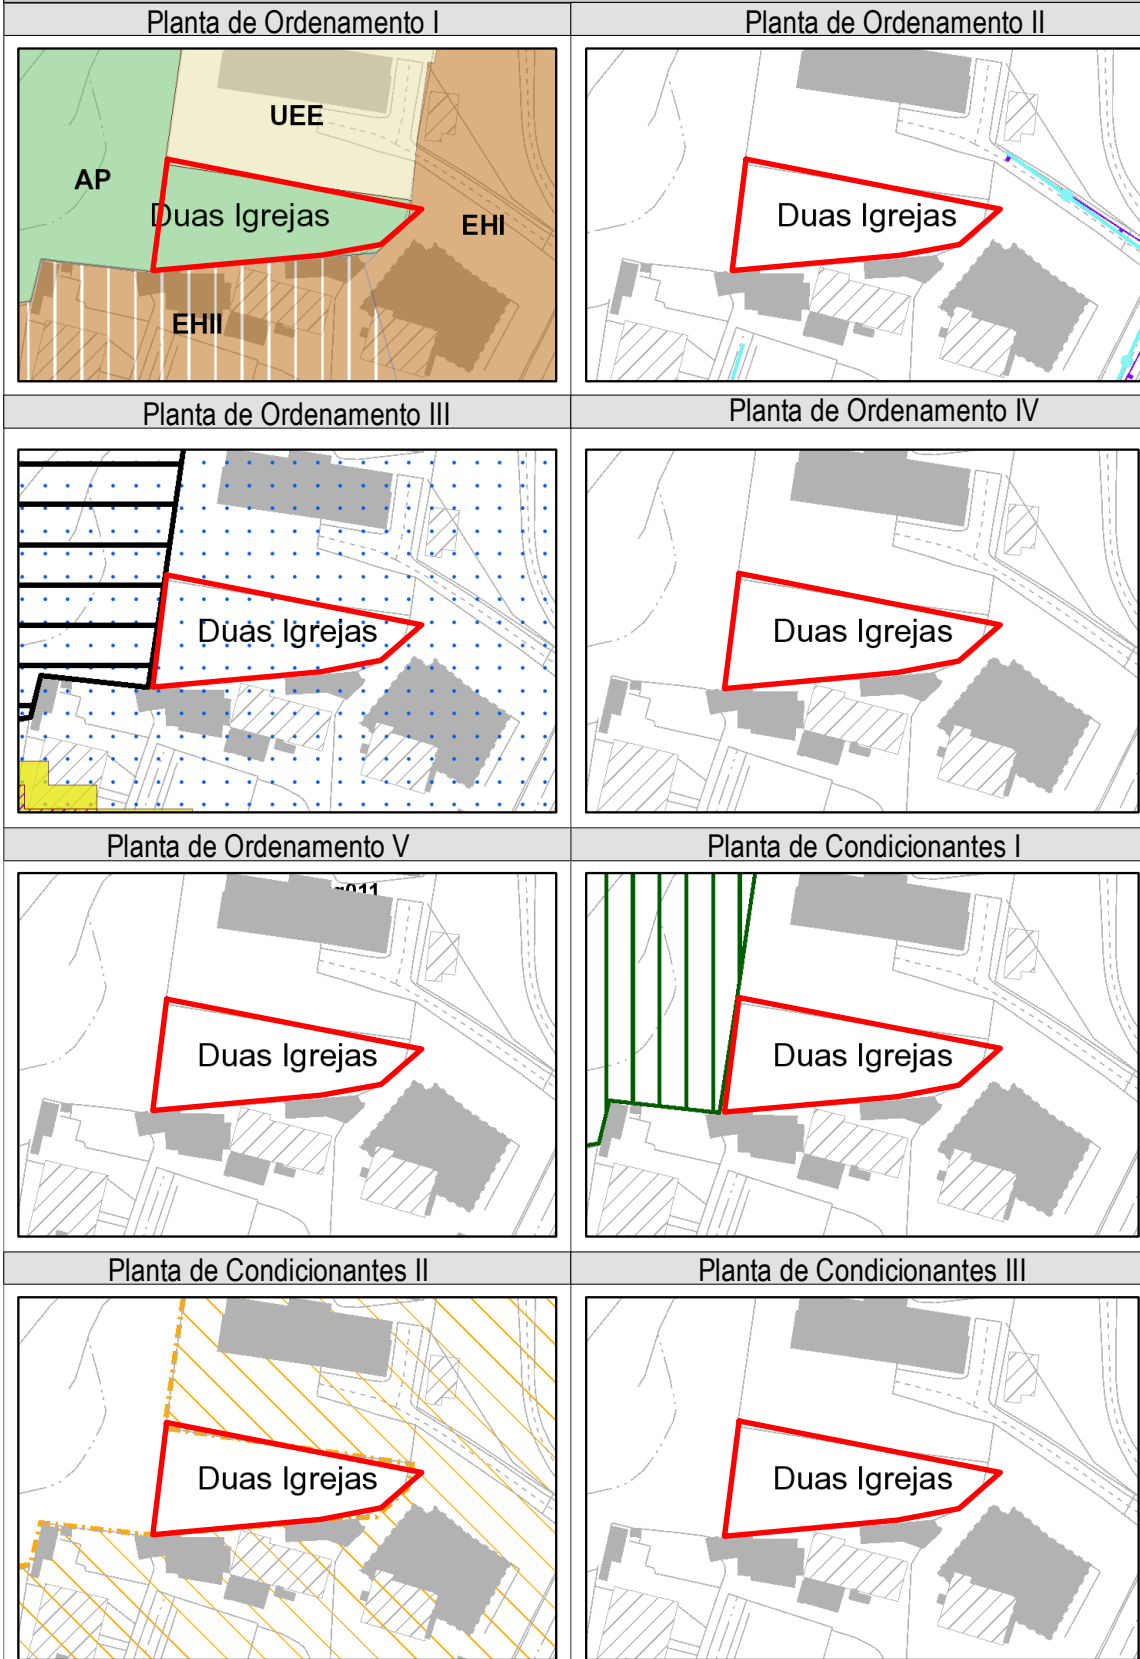 Planta de Ordenamento I
Planta de Ordenamento II
UEE
AP
Duas Igrejas
EHI
EHII
Duas Igrejas
Planta de Ordenamento III
Planta de Ordenamento IV
Duas Igrejas
Duas Igrejas
Planta de Ordenamento V
Planta de Condicionantes I
Duas Igrejas
Duas Igrejas
Planta de Condicionantes II
Planta de Condicionantes III
Duas Igrejas
Duas Igrejas